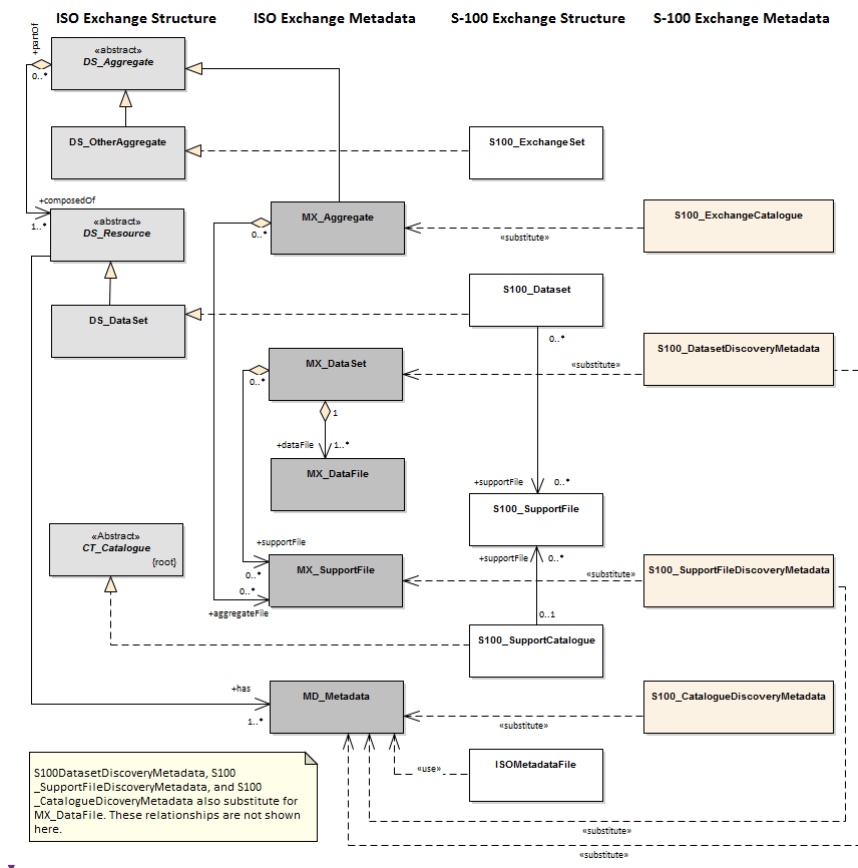 ISO Exchange Structure
ISO Exchange Metadata
S-100 Exchange Structure
S-100 Exchange Metadata
+partOf
0..*
«abstract»
DS_Aggregate
DS_OtherAggregate
S100_ExchangeSet
+composedOf
1..*
«abstract»
DS_Resource
MX_Aggregate
0..*
«substitute»
S100_ExchangeCatalogue
DS_DataSet
S100_Dataset
0..*
MX_DataSet
0..*
1
«substitute»
S100_DatasetDiscoveryMetadata
+dataFile
1..*
MX_DataFile
+supportFile
0..*
S100_SupportFile
«Abstract»
CT_Catalogue
{root}
+supportFile
0..*
MX_SupportFile
0..*
+aggregateFile
+supportFile
0..*
«substitute»
S100_SupportFileDiscoveryMetadata
0..1
S100_SupportCatalogue
+has
1..*
MD_Metadata
«substitute»
S100_CatalogueDiscoveryMetadata
«use»
ISOMetadataFile
S100DatasetDiscoveryMetadata, S100
_SupportFileDiscoveryMetadata, and S100
_CatalogueDicoveryMetadata also substitute for
MX_DataFile. These relationships are not shown
here.
«substitute»
«substitute»